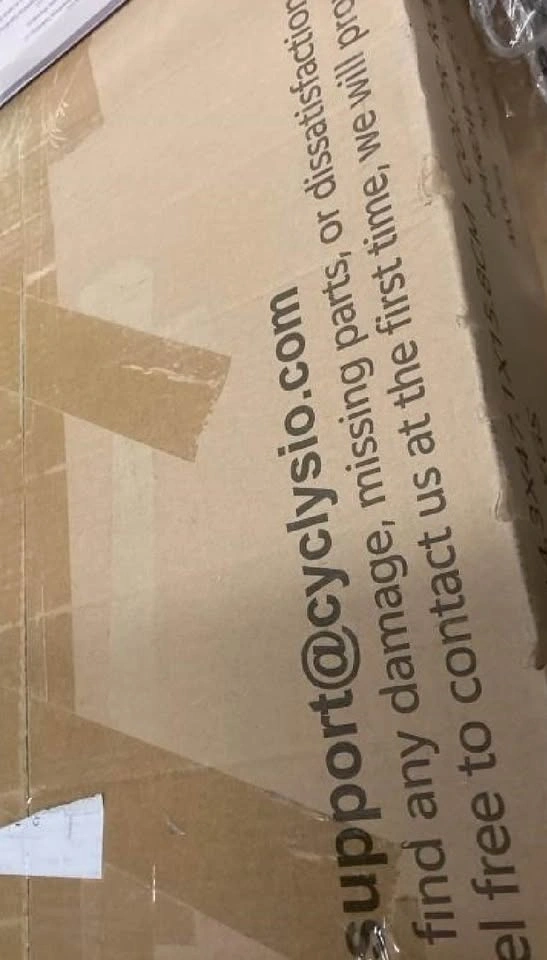 support@cyclysio.com
find any damage, missing parts, or dissatisfaction
el free to contact us at the first time, we will pro